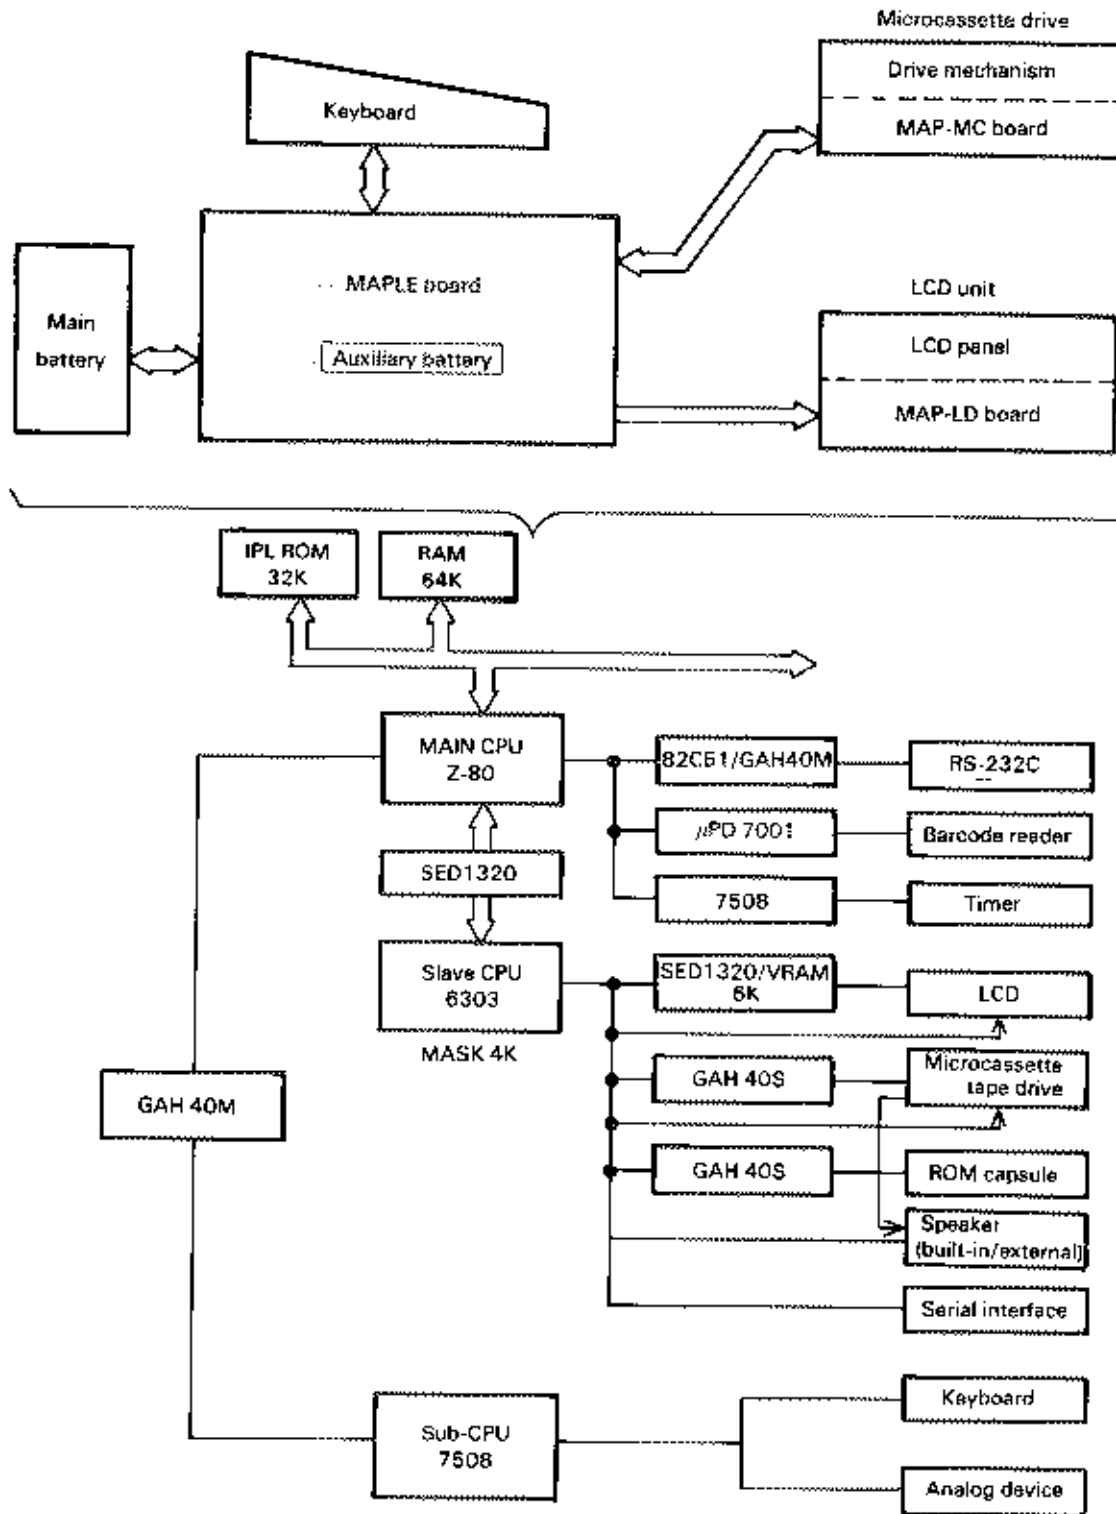 Microcassette drive
Drive mechanism
MAP-MC board
Keyboard
MAPLE board
Auxiliary battery
Main
battery
LCD unit
LCD panel
MAP-LD board
IPL ROM
32K
RAM
64K
MAIN CPU
Z-80
82C51/GAH40M
RS-232C
μPD 7001
Barcode reader
SED1320
7508
Timer
Slave CPU
6303
MASK 4K
SED1320/VRAM
6K
LCD
GAH 40M
GAH 40S
Microcassette
tape drive
GAH 40S
ROM capsule
Speaker
(built-in/external)
Serial interface
Sub-CPU
7508
Keyboard
Analog device